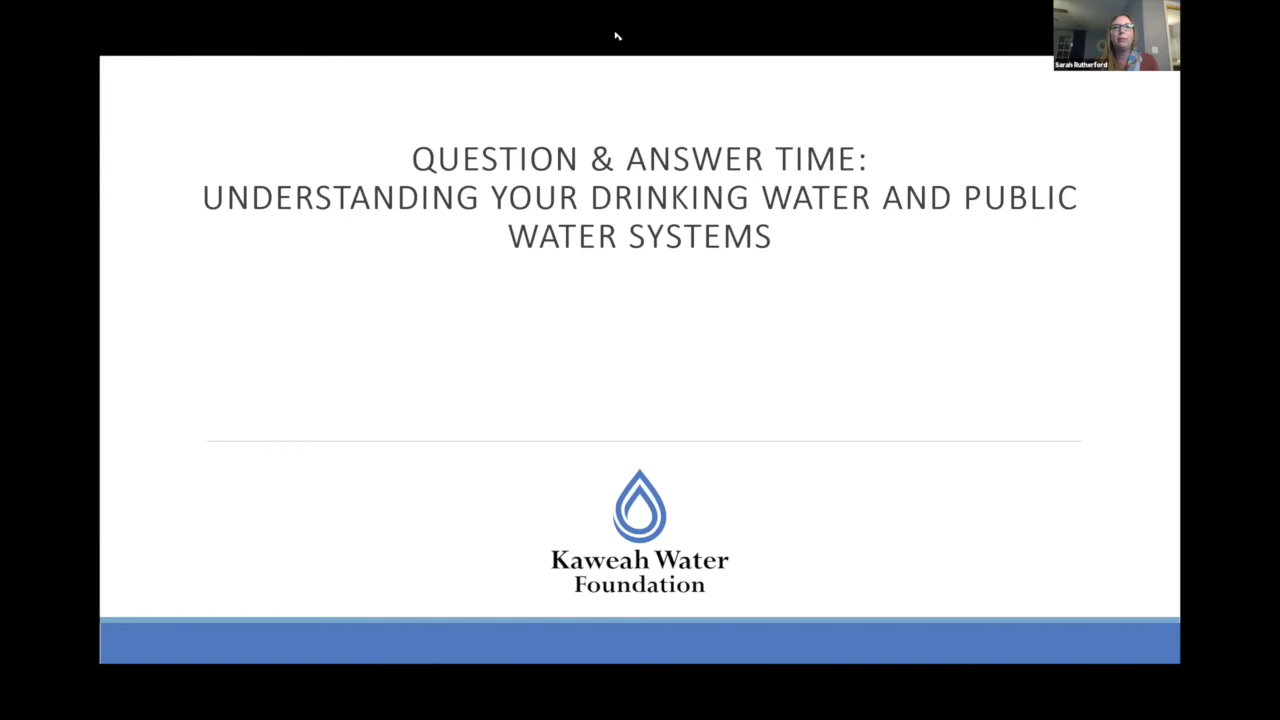 Sarah Rutherford
QUESTION & ANSWER TIME:
UNDERSTANDING YOUR DRINKING WATER AND PUBLIC
WATER SYSTEMS
Kaweah Water
Foundation